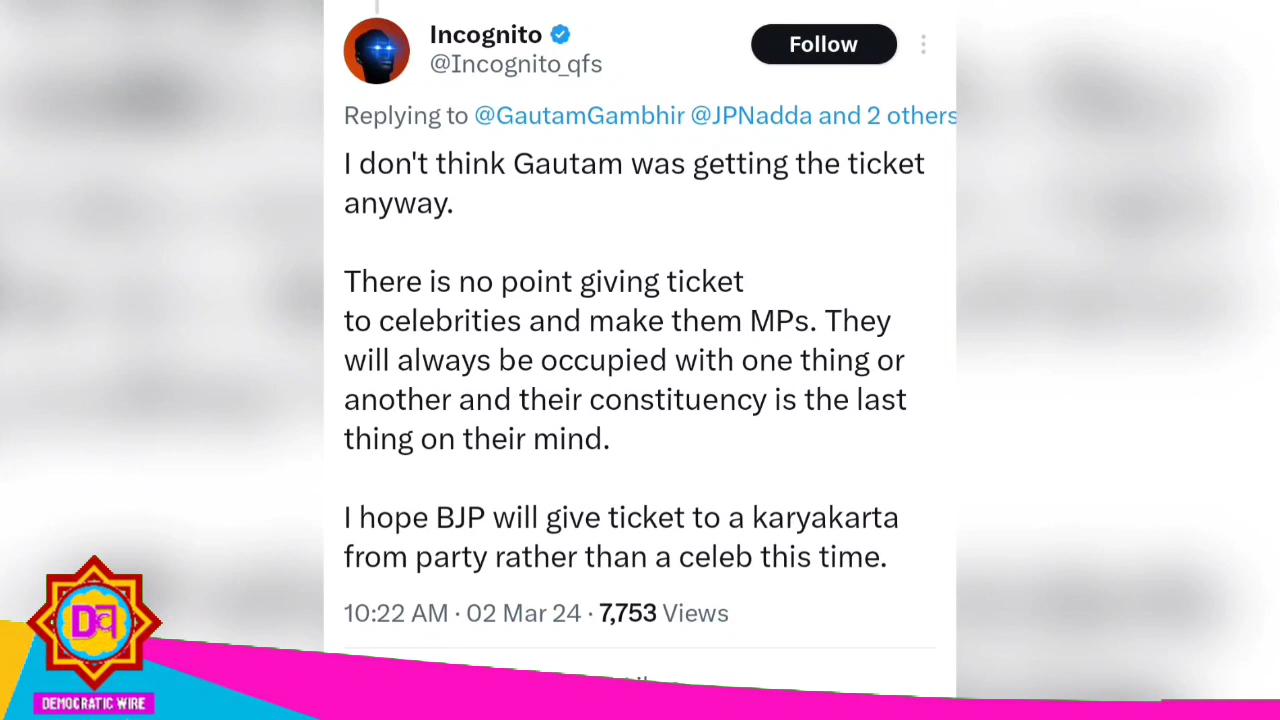 Incognito
@Incognito_qfs
Follow
Replying to @GautamGambhir @JPNadda and 2 others
I don't think Gautam was getting the ticket
anyway.
There is no point giving ticket
to celebrities and make them MPs. They
will always be occupied with one thing or
another and their constituency is the last
thing on their mind.
I hope BJP will give ticket to a karyakarta
from party rather than a celeb this time.
10:22 AM · 02 Mar 24 · 7,753 Views
DEMOCRATIC WIRE